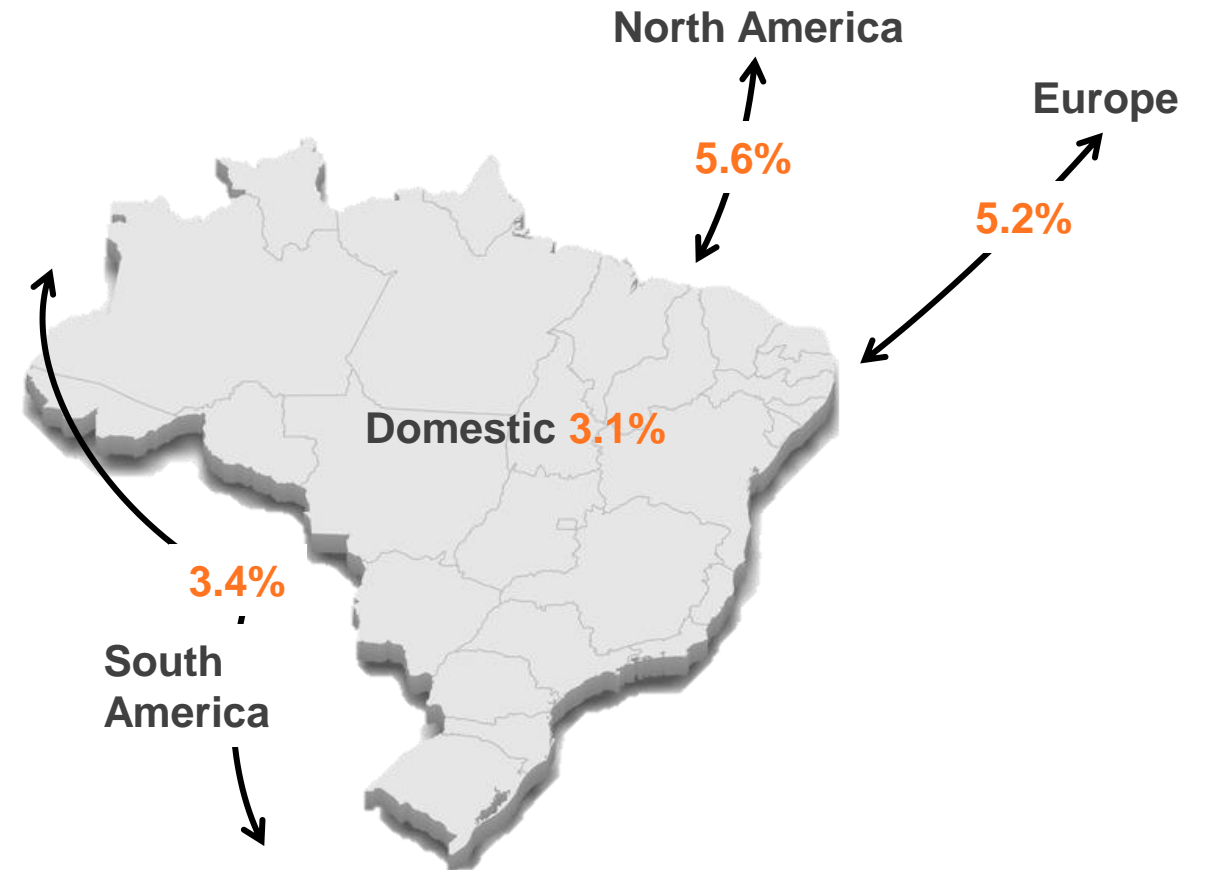 North America
Europe
5.6%
5.2%
Domestic 3.1%
3.4%
South
America